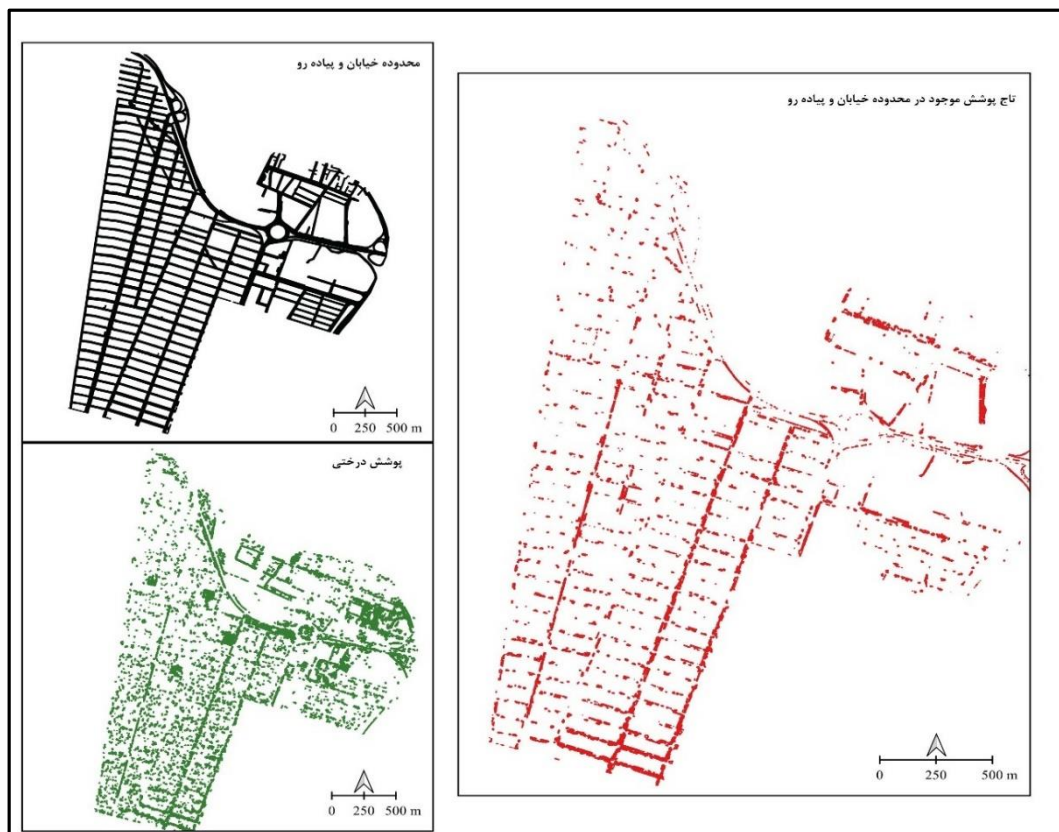 محدوده خیابان و پیاده رو
0 250 500 m
پوشش درختی
0 250 500 m
تاج پوشش موجود در محدوده خیابان و پیاده رو
0 250 500 m